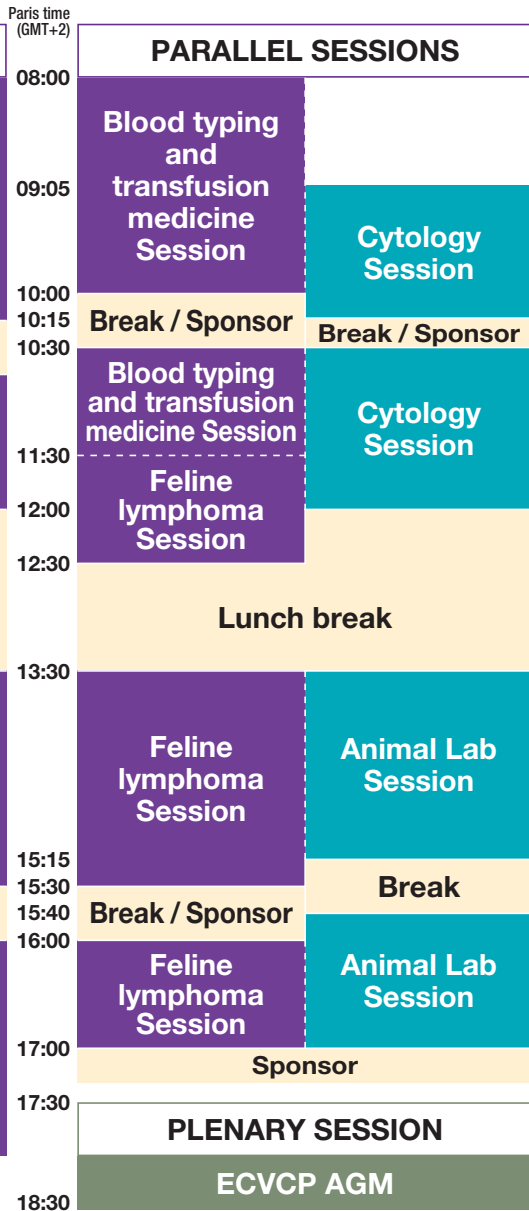 Paris time
(GMT+2)
PARALLEL SESSIONS
08:00
Blood typing
and
transfusion
medicine
Session
09:05
Cytology
Session
10:00
Break / Sponsor
10:15
Break / Sponsor
10:30
Blood typing
and transfusion
medicine Session
Cytology
Session
11:30
Feline
lymphoma
Session
12:00
12:30
Lunch break
13:30
Feline
lymphoma
Session
Animal Lab
Session
15:15
Break
15:30
Break / Sponsor
15:40
16:00
Feline
lymphoma
Session
Animal Lab
Session
17:00
Sponsor
17:30
PLENARY SESSION
ECVCP AGM
18:30